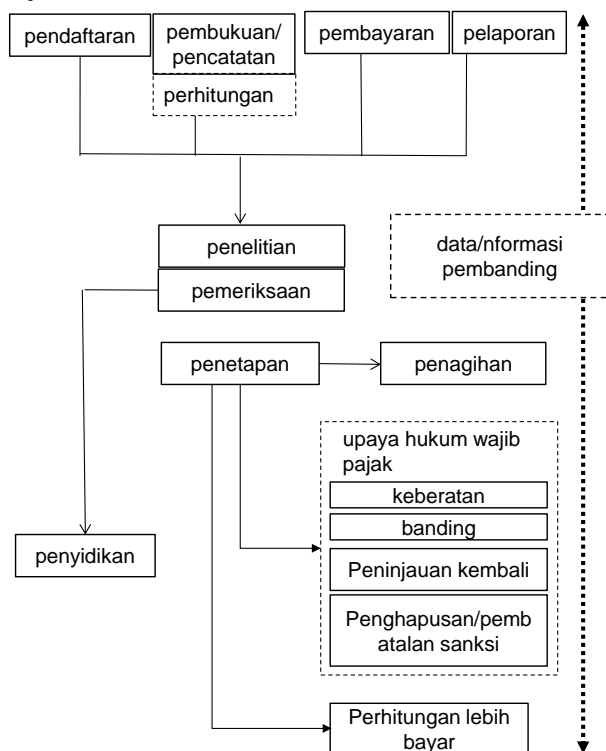 pendaftaran
pembukuan/
pencatatan
perhitungan
pembayaran
pelaporan
penelitian
pemeriksaan
data/nformasi
pembanding
penetapan
penagihan
upaya hukum wajib
pajak
keberatan
banding
Peninjauan kembali
Penghapusan/pemb
atalan sanksi
penyidikan
Perhitungan lebih
bayar